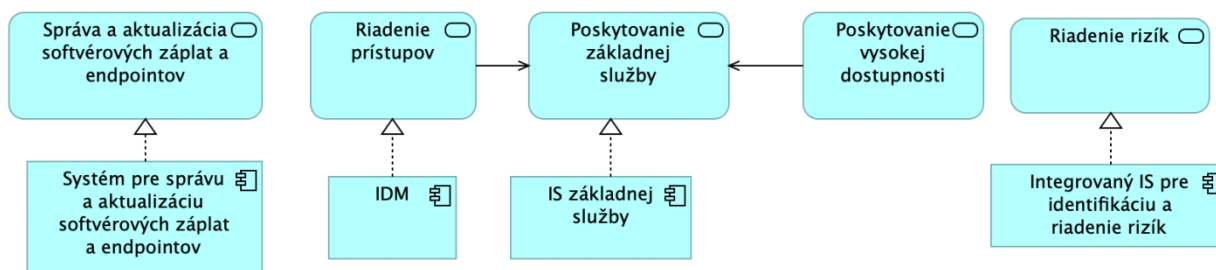 Správa a aktualizácia
softvérových záplat a
endpointov
Riadenie
prístupov
Poskytovanie
základnej
služby
Poskytovanie
vysokej
dostupnosti
Riadenie rizík
Systém pre správu
a aktualizáciu
softvérových záplat
a endpointov
IDM
IS základnej
služby
Integrovaný IS pre
identifikáciu a
riadenie rizík